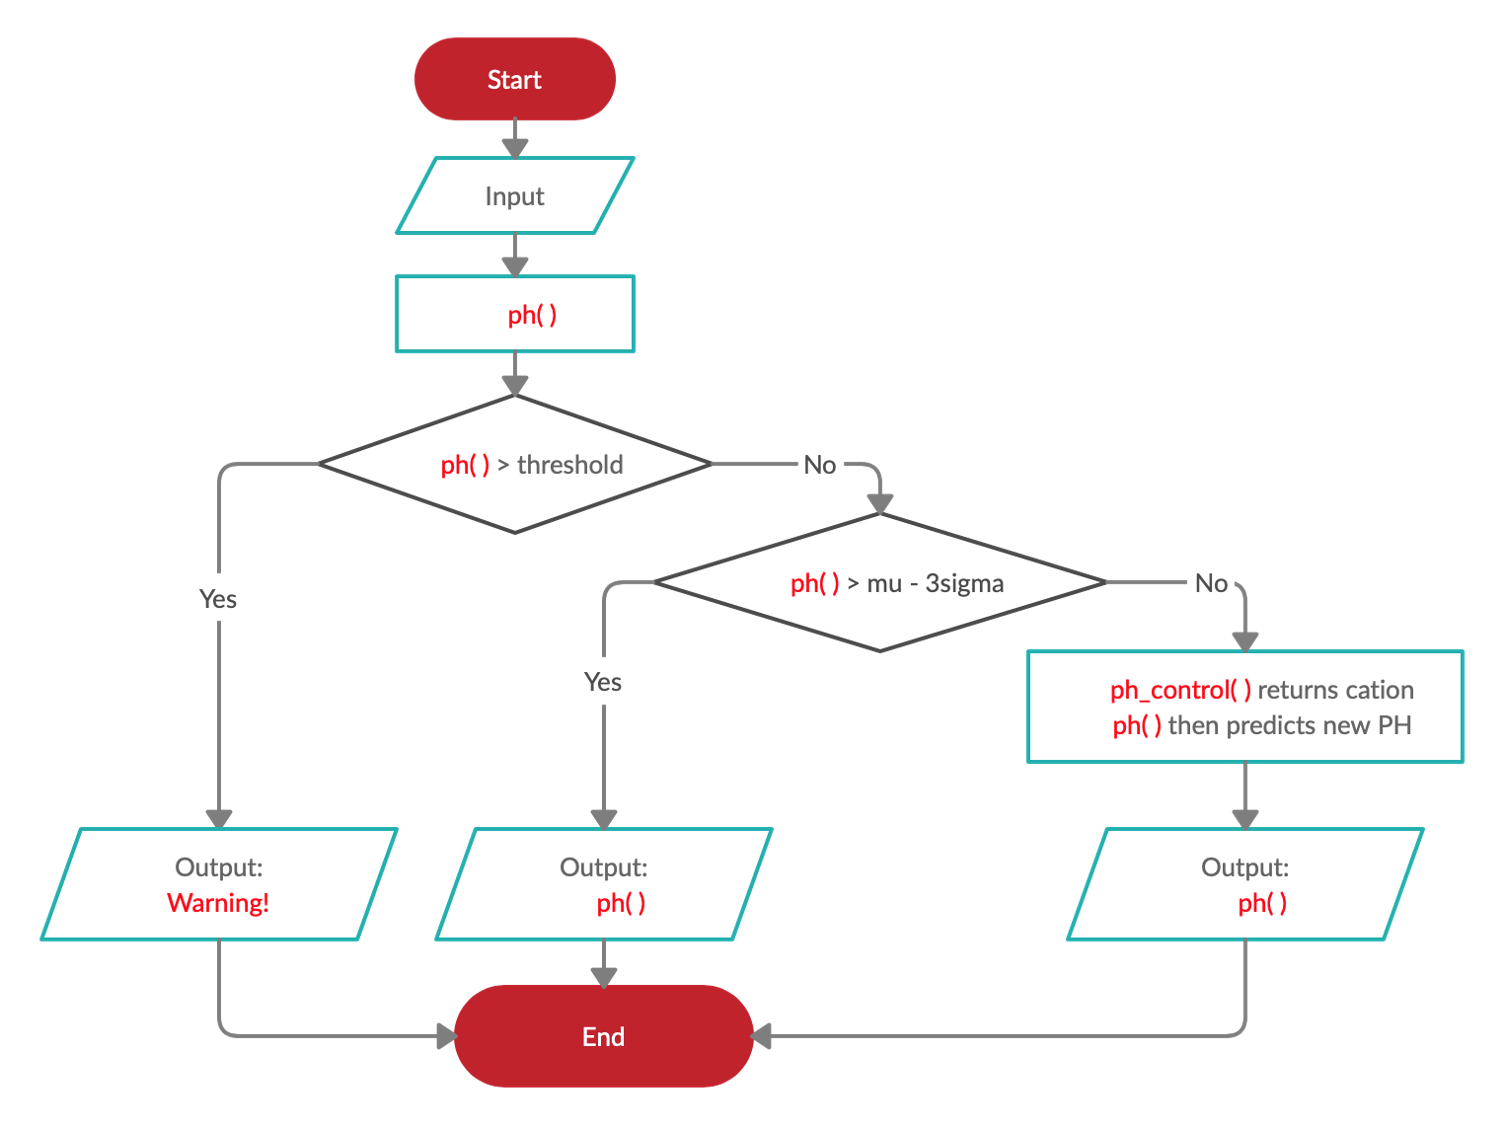 Start
Input
ph( )
ph( ) > threshold
No
ph( ) > mu - 3sigma
No
Yes
Yes
ph_control( ) returns cation
ph( ) then predicts new PH
Output:
Warning!
Output:
ph( )
Output:
ph( )
End